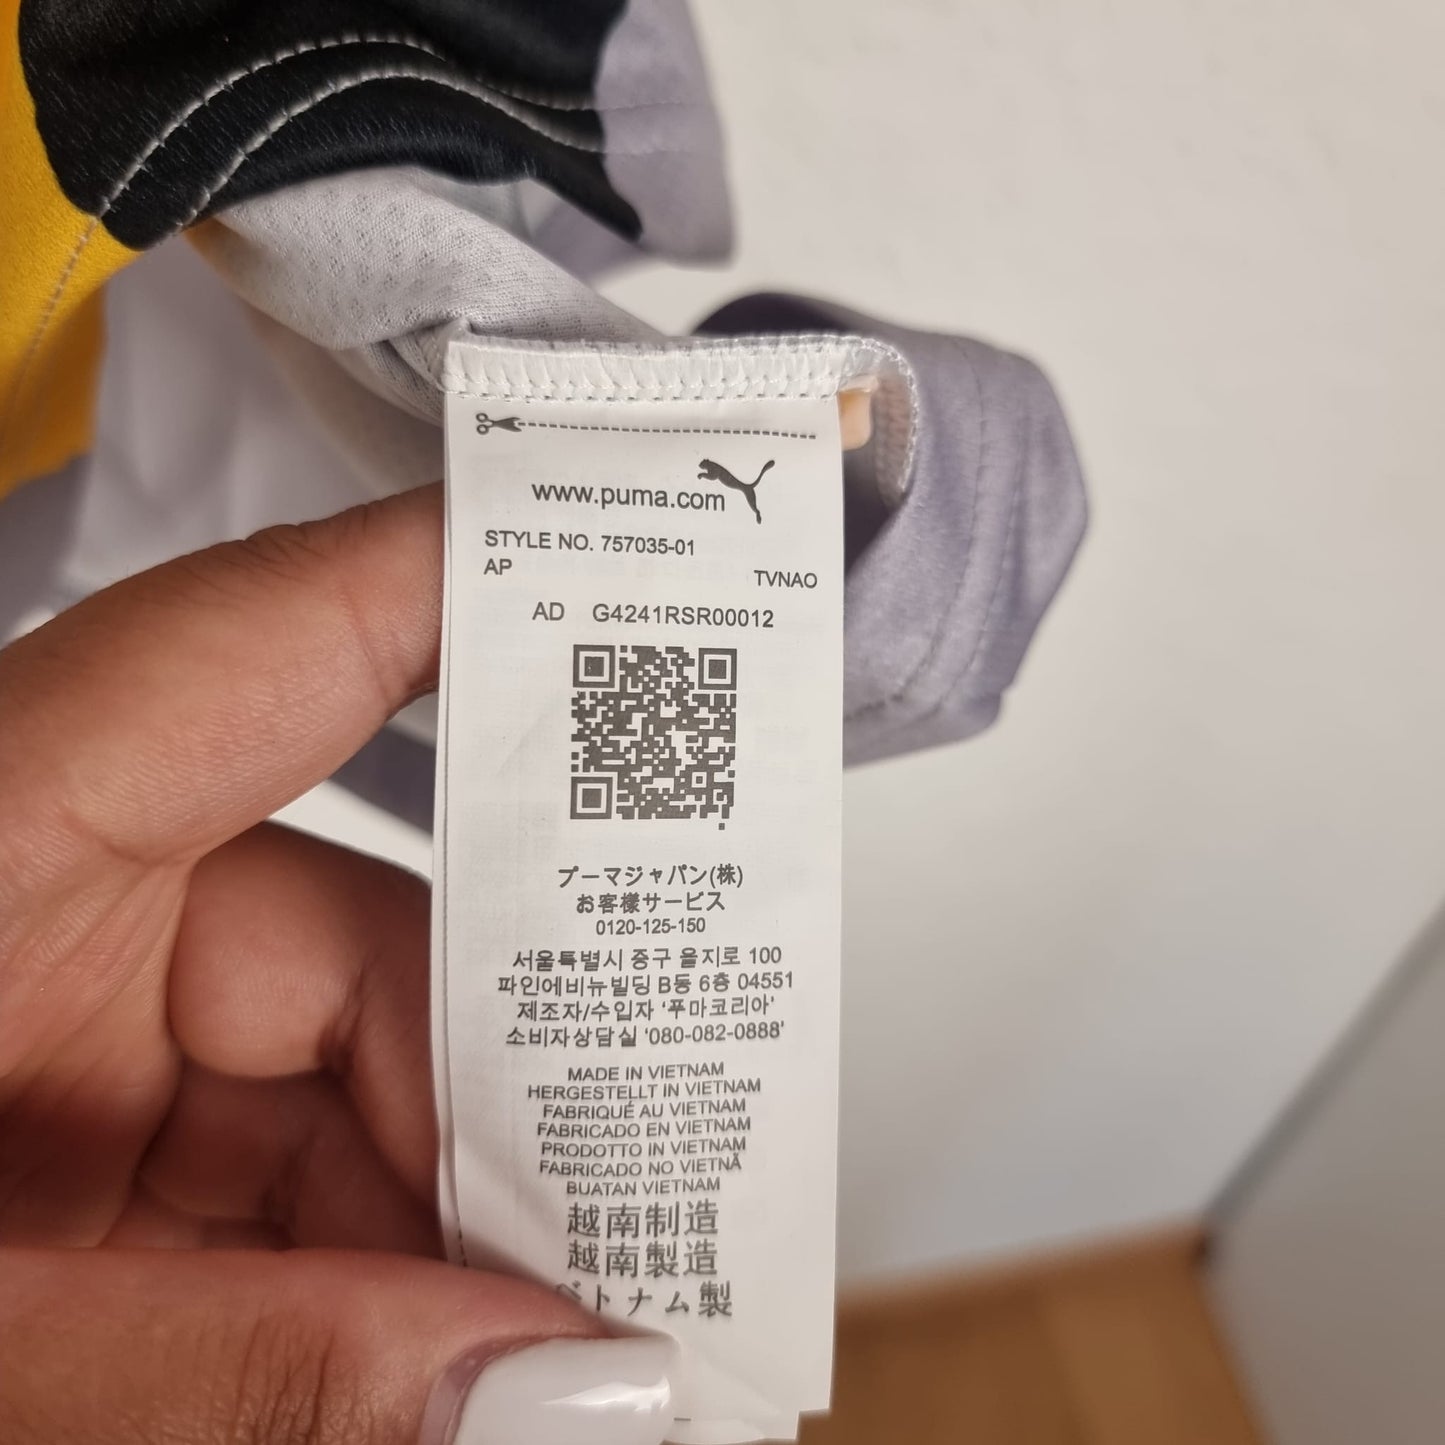 www.puma.com
STYLE NO. 757035-01
AP TVNAO
AD G4241RSR00012
プーマジャパン(株)
お客様サービス
0120-125-150
서울특별시 중구 을지로 100
파인에비뉴빌딩 B동 6층 04551
제조자/수입자 '푸마코리아'
소비자상담실 '080-082-0888'
MADE IN VIETNAM
HERGESTELLT IN VIETNAM
FABRIQUÉ AU VIETNAM
FABRICADO EN VIETNAM
PRODOTTO IN VIETNAM
FABRICADO NO VIETNÃ
BUATAN VIETNAM
越南制造
越南製造
ベトナム製